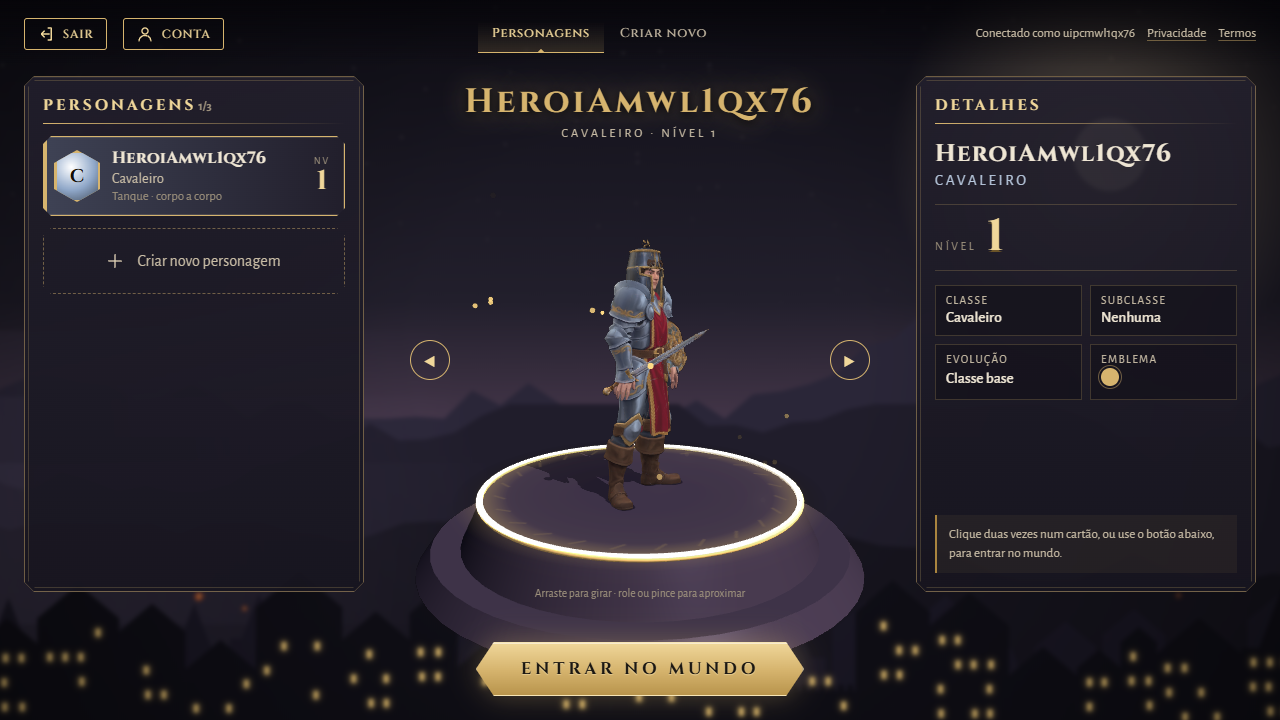 SAIR
CONTA
Personagens
Criar novo
Conectado como uipcmwl1qx76
Privacidade
Termos
PERSONAGENS 1/3
C
HeroiAmwl1qx76
Cavaleiro
Tanque · corpo a corpo
NV
1
Criar novo personagem
HeroiAmwl1qx76
CAVALEIRO · NÍVEL 1
Arraste para girar · role ou pince para aproximar
ENTRAR NO MUNDO
DETALHES
HeroiAmwl1qx76
CAVALEIRO
NÍVEL 1
CLASSE
Cavaleiro
SUBCLASSE
Nenhuma
EVOLUÇÃO
Classe base
EMBLEMA
Clique duas vezes num cartão, ou use o botão abaixo,
para entrar no mundo.